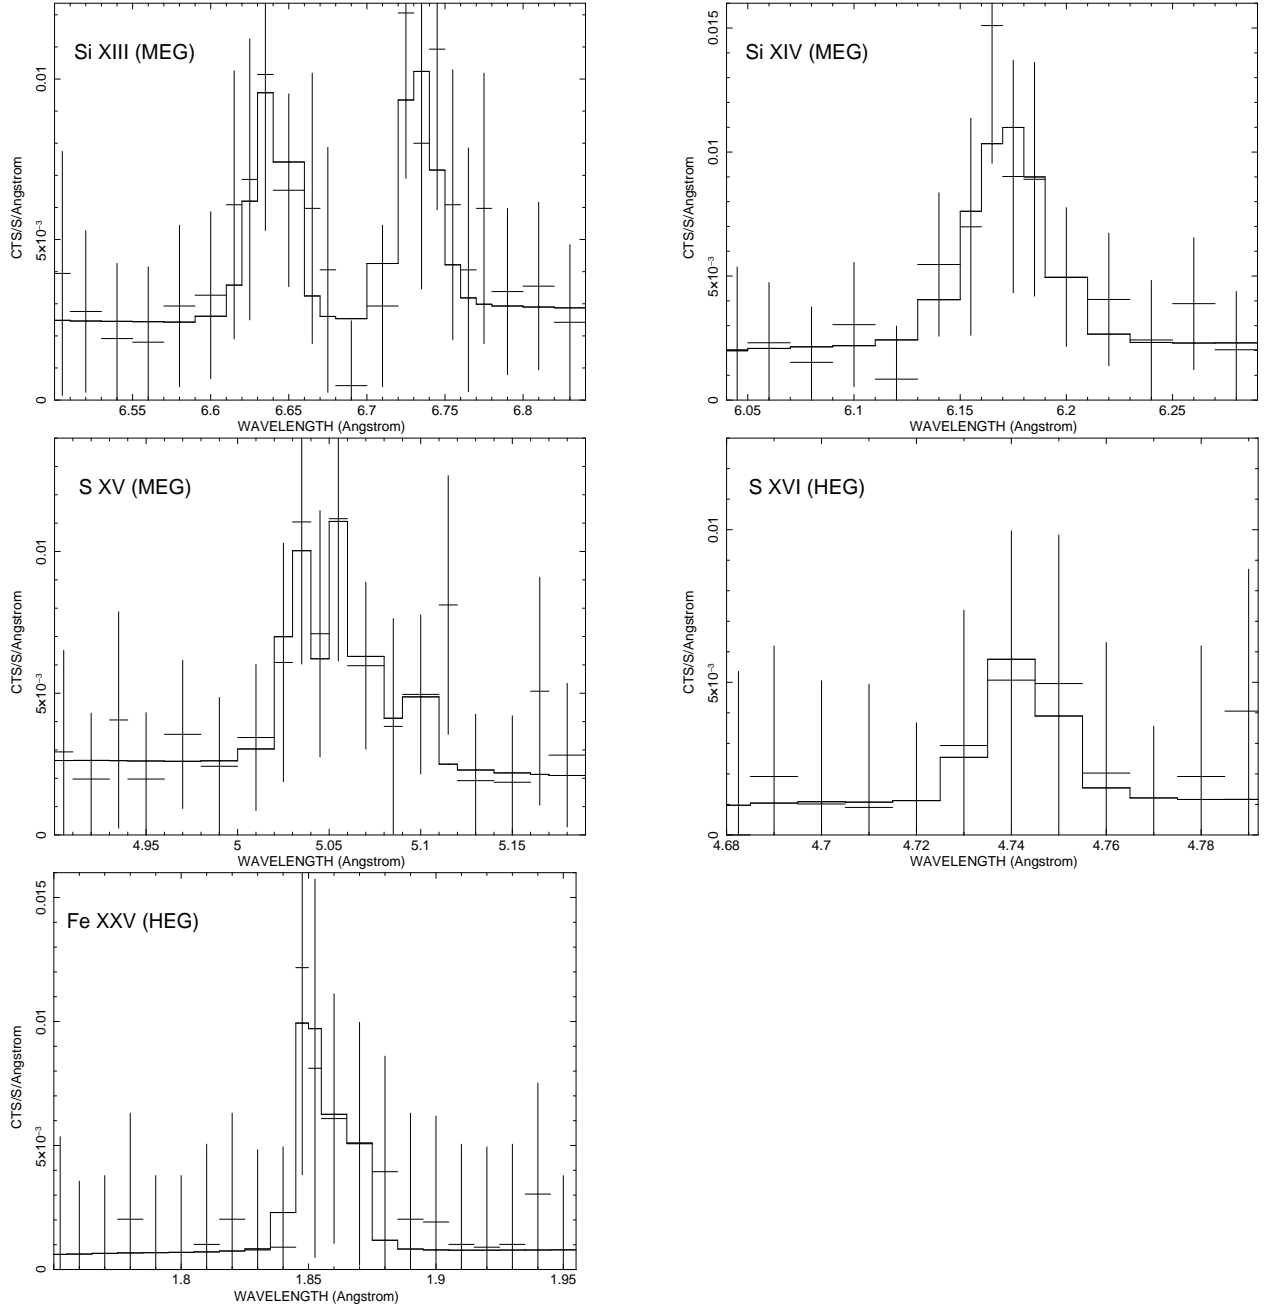 Si XIII (MEG)
CTS/S/Angstrom
0.01
5×10⁻³
0
6.55 6.6 6.65 6.7 6.75 6.8
WAVELENGTH (Angstrom)
Si XIV (MEG)
CTS/S/Angstrom
0.015
0.01
5×10⁻³
0
6.05 6.1 6.15 6.2 6.25
WAVELENGTH (Angstrom)
S XV (MEG)
CTS/S/Angstrom
0.01
5×10⁻³
0
4.95 5 5.05 5.1 5.15
WAVELENGTH (Angstrom)
S XVI (HEG)
CTS/S/Angstrom
0.01
5×10⁻³
0
4.68 4.7 4.72 4.74 4.76 4.78
WAVELENGTH (Angstrom)
Fe XXV (HEG)
CTS/S/Angstrom
0.015
0.01
5×10⁻³
0
1.8 1.85 1.9 1.95
WAVELENGTH (Angstrom)